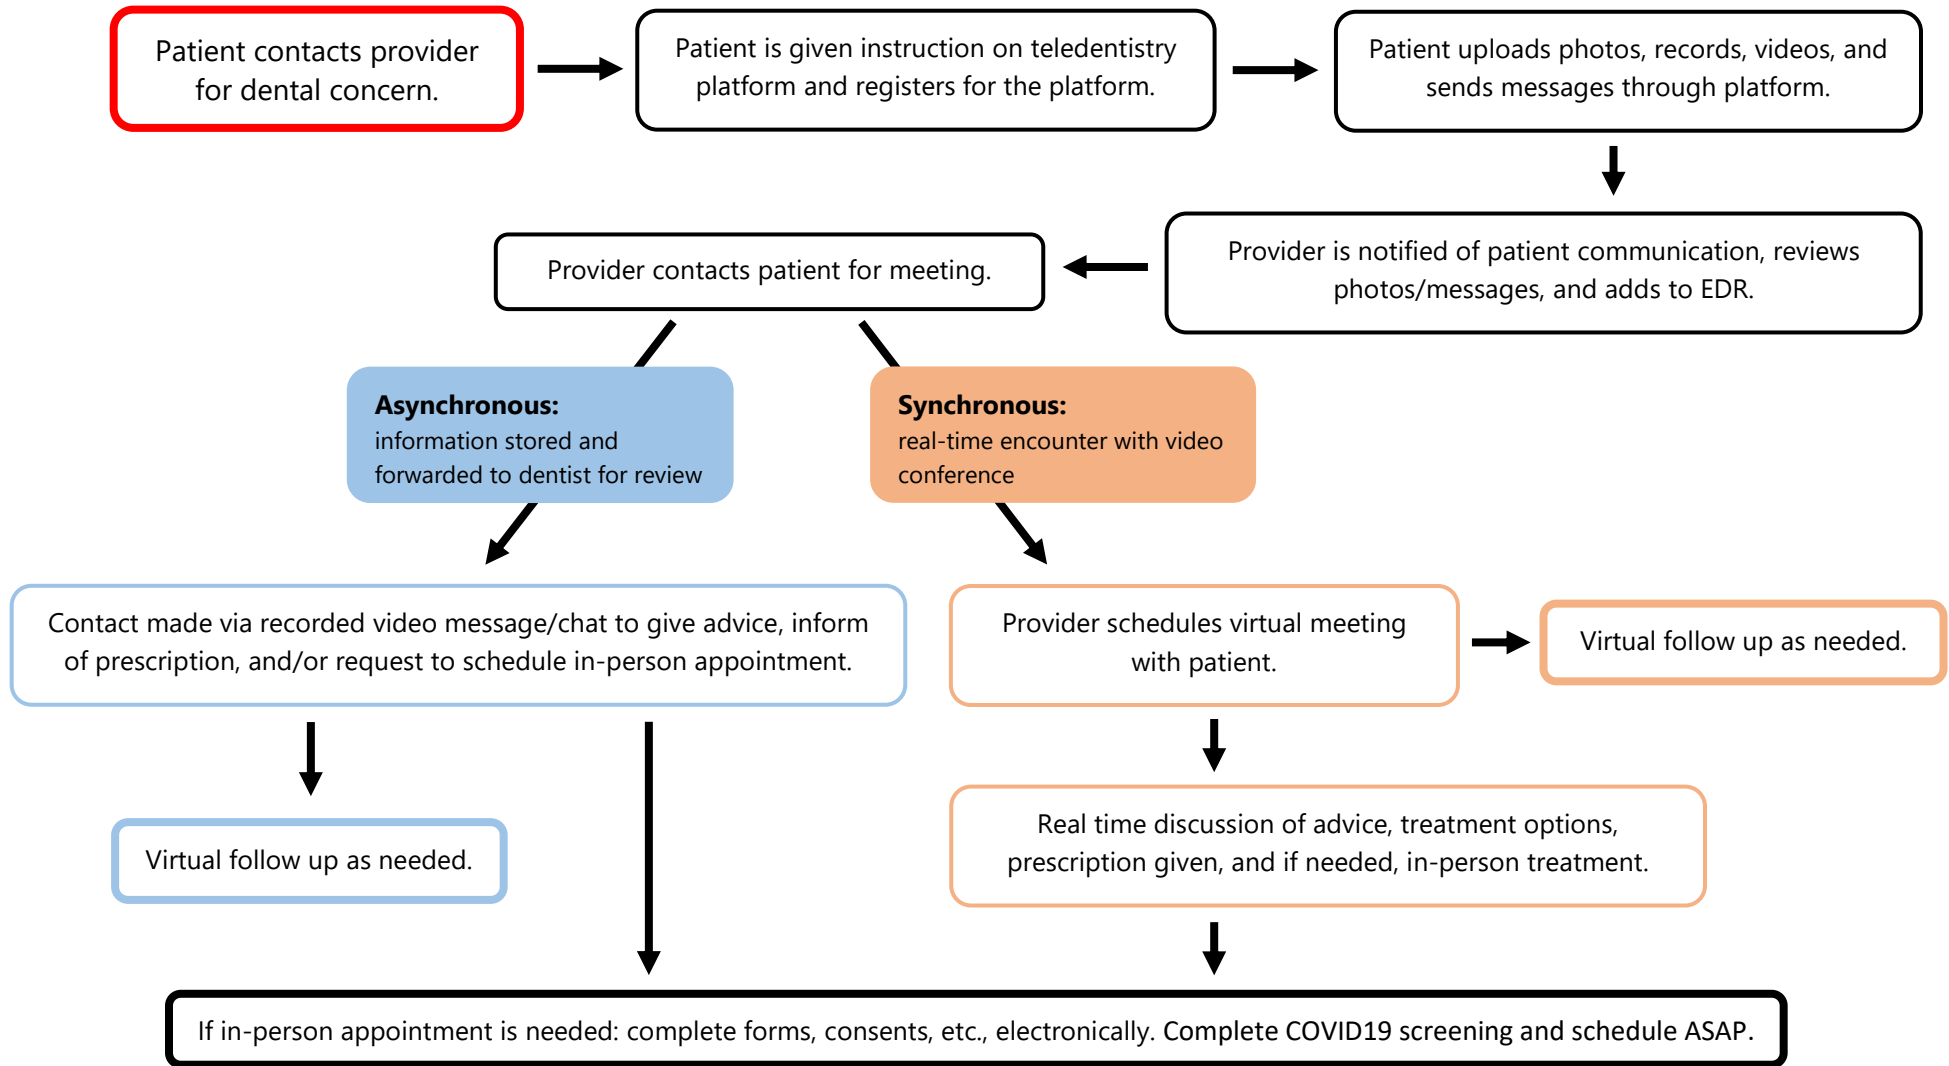 Patient contacts provider
for dental concern.
Patient is given instruction on teledentistry
platform and registers for the platform.
Patient uploads photos, records, videos, and
sends messages through platform.
Provider is notified of patient communication, reviews
photos/messages, and adds to EDR.
Provider contacts patient for meeting.
Asynchronous:
information stored and
forwarded to dentist for review
Synchronous:
real-time encounter with video
conference
Contact made via recorded video message/chat to give advice, inform
of prescription, and/or request to schedule in-person appointment.
Provider schedules virtual meeting
with patient.
Virtual follow up as needed.
Virtual follow up as needed.
Real time discussion of advice, treatment options,
prescription given, and if needed, in-person treatment.
If in-person appointment is needed: complete forms, consents, etc., electronically. Complete COVID19 screening and schedule ASAP.